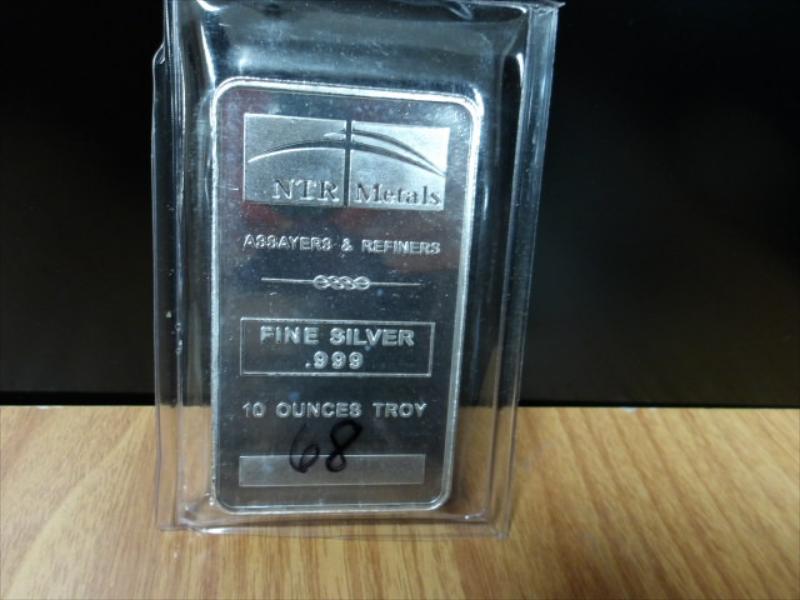 NTR Metals
ASSAYERS & REFINERS
FINE SILVER
.999
10 OUNCES TROY
68